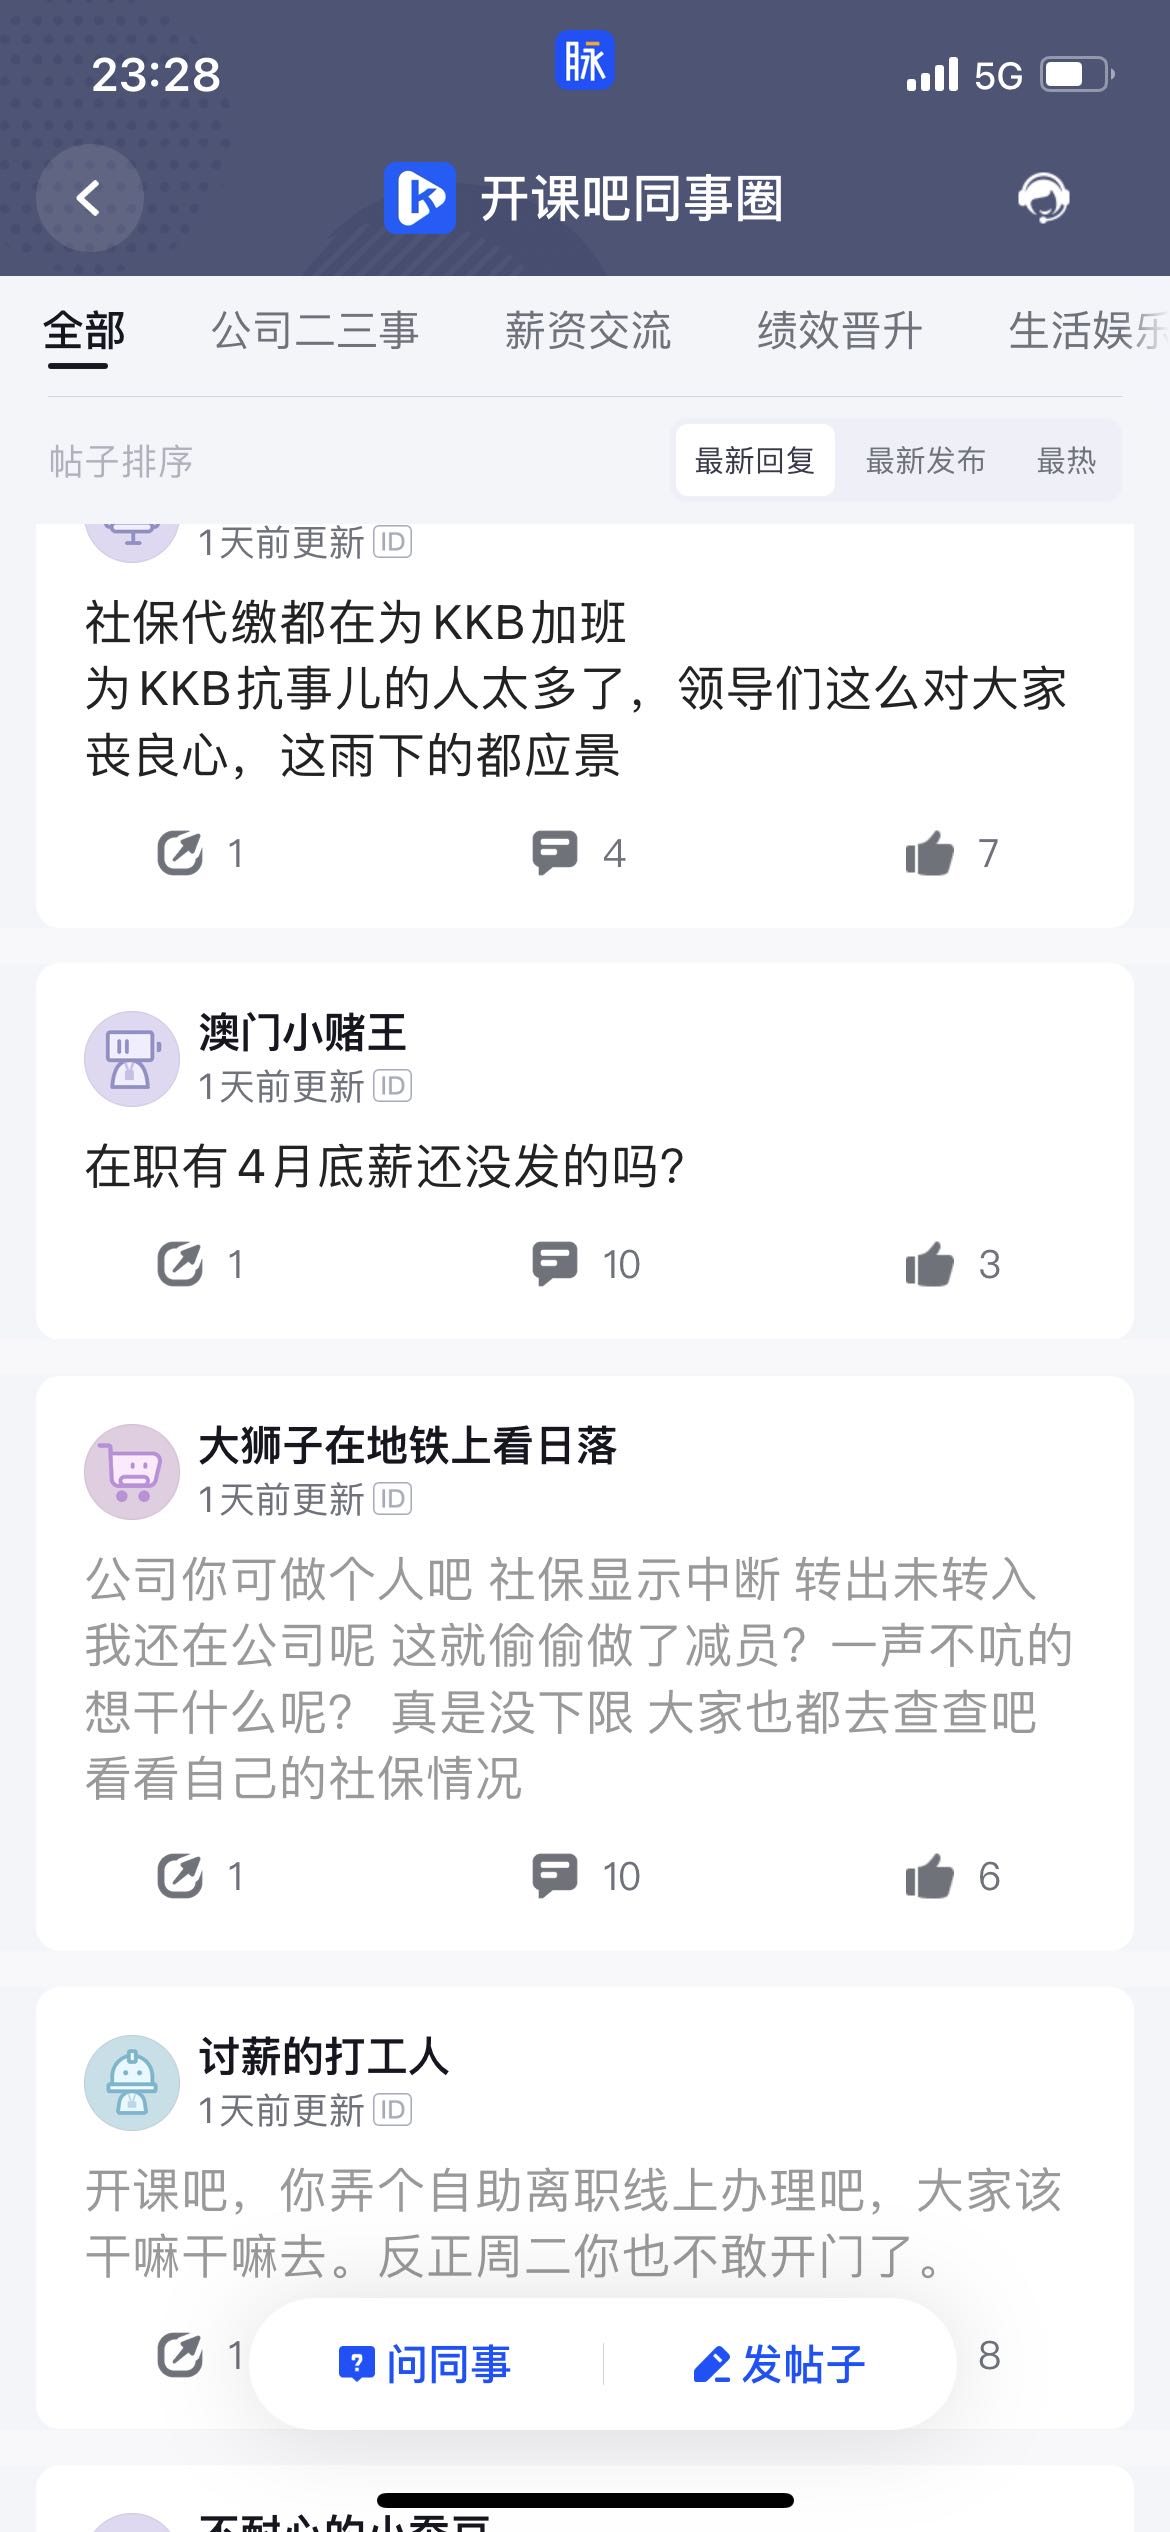 23:28
脉
5G
开课吧同事圈
全部 公司二三事 薪资交流 绩效晋升 生活娱乐
帖子排序 最新回复 最新发布 最热
1天前更新 ID
社保代缴都在为KKB加班
为KKB抗事儿的人太多了，领导们这么对大家
丧良心，这雨下的都应景
1 4 7
澳门小赌王
1天前更新 ID
在职有4月底薪还没发的吗?
1 10 3
大狮子在地铁上看日落
1天前更新 ID
公司你可做个人吧 社保显示中断 转出未转入
我还在公司呢 这就偷偷做了减员？一声不吭的
想干什么呢？ 真是没下限 大家也都去查查吧
看看自己的社保情况
1 10 6
讨薪的打工人
1天前更新 ID
开课吧，你弄个自助离职线上办理吧，大家该
干嘛干嘛去。反正周二你也不敢开门了。
1 8
问同事 发帖子
不耐心的小蚕豆